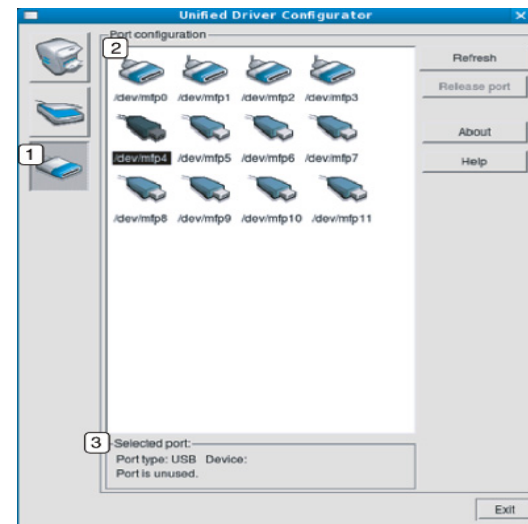 Unified Driver Configurator
Port configuration
2
Refresh
/dev/mfp0 /dev/mfp1 /dev/mfp2 /dev/mfp3
Release port
About
1
/dev/mfp4 /dev/mfp5 /dev/mfp6 /dev/mfp7
Help
/dev/mfp8 /dev/mfp9 /dev/mfp10 /dev/mfp11
3
Selected port:
Port type: USB Device:
Port is unused.
Exit